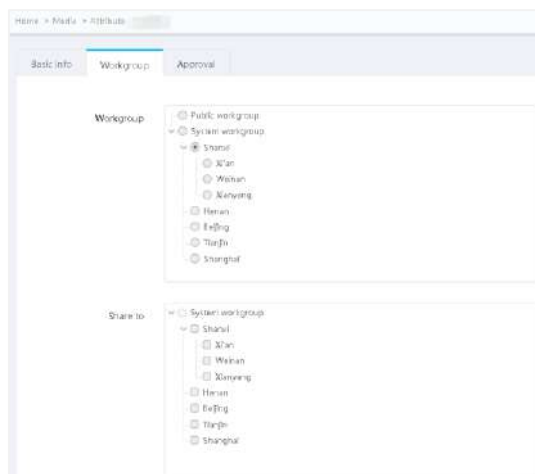 Home > Media > Attribute
Basic Info Workgroup Approval
Workgroup
Public workgroup
System workgroup
Shanxi
Xi'an
Weinan
Xianyang
Henan
Beijing
Tianjin
Shanghai
Share to
System workgroup
Shanxi
Xi'an
Weinan
Xianyang
Henan
Beijing
Tianjin
Shanghai